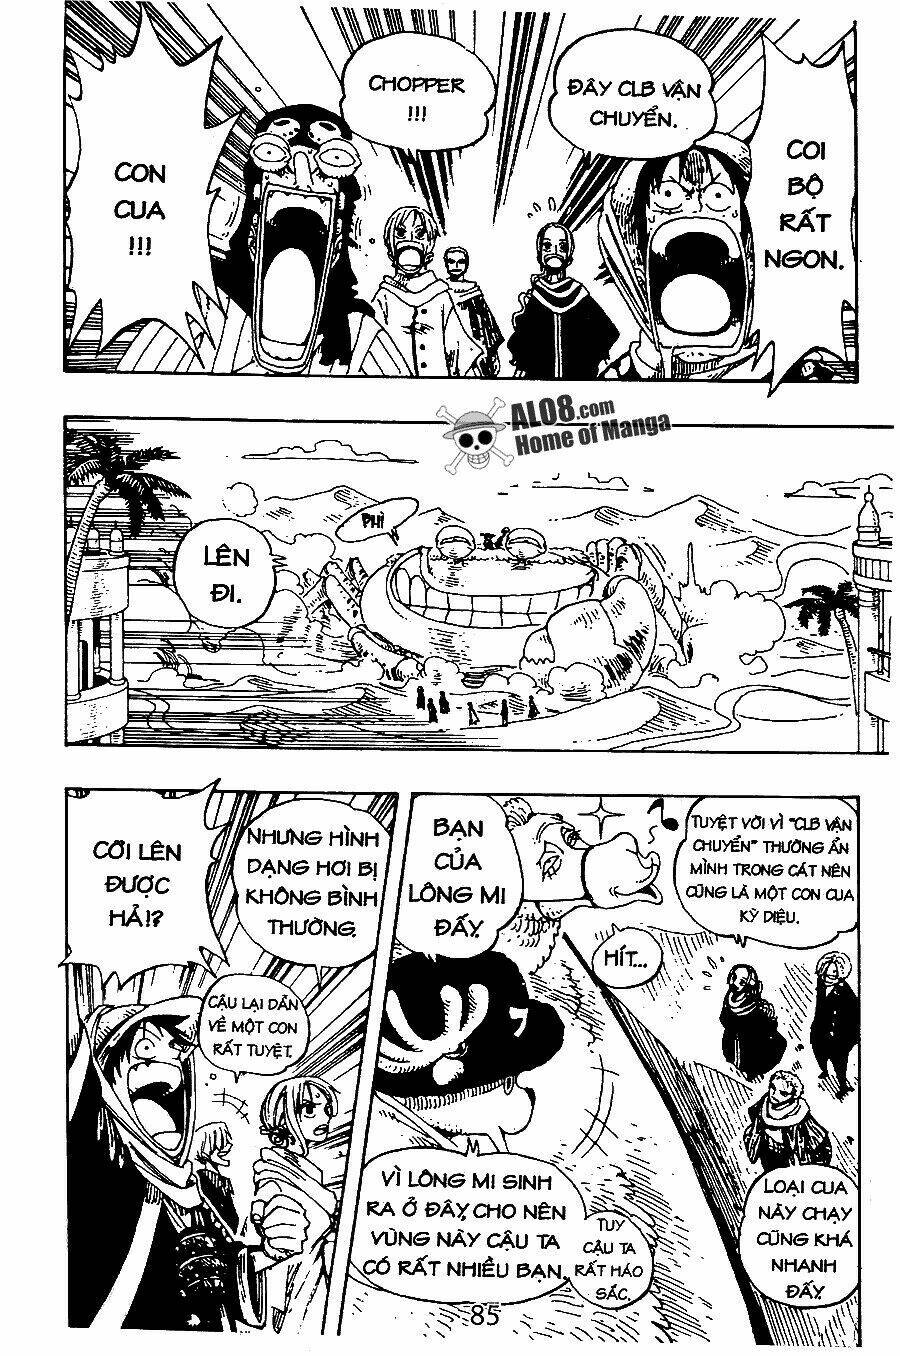 COI
BỘ
RẤT
NGON.
ĐÂY CLB VẬN
CHUYỂN.
CHOPPER
!!!
CON
CUA
!!!
ALO8.com
Home of Manga
PHÌ
LÊN
ĐI.
TUYỆT VỜI VÌ "CLB VẬN
CHUYỂN" THƯỜNG ẨN
MÌNH TRONG CÁT NÊN
CŨNG LÀ MỘT CON CUA
KỲ DIỆU.
BẠN
CỦA
LÔNG MI
ĐẤY.
HÍT...
LOẠI CUA
NÀY CHẠY
CŨNG KHÁ
NHANH
ĐẤY.
VÌ LÔNG MI SINH
RA Ở ĐÂY, CHO NÊN
VÙNG NÀY CẬU TA
CÓ RẤT NHIỀU BẠN.
TUY
CẬU TA
RẤT HÁO
SẮC.
NHƯNG HÌNH
DẠNG HƠI BỊ
KHÔNG BÌNH
THƯỜNG.
CỠI LÊN
ĐƯỢC
HẢ!?
CẬU LẠI DẪN
VỀ MỘT CON
RẤT TUYỆT.
85